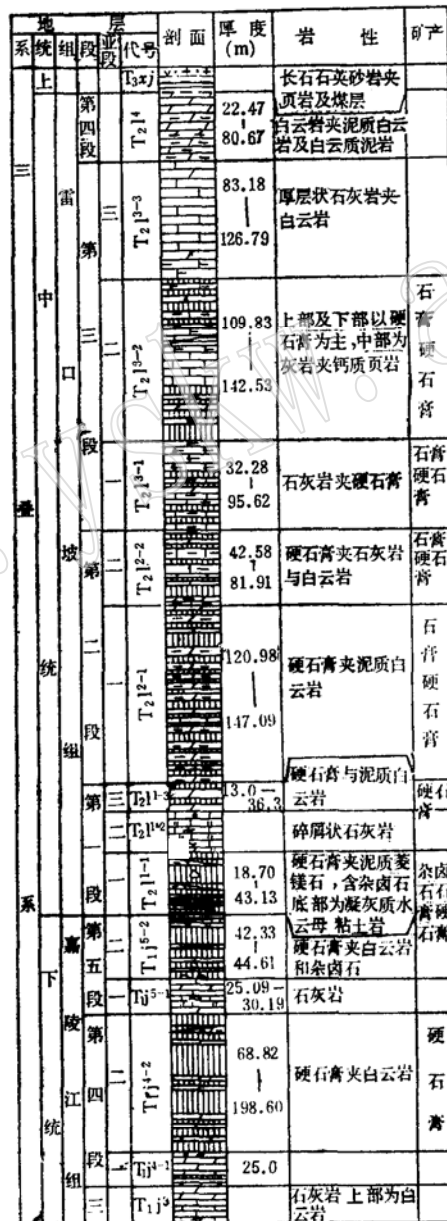 地 层
系 统 组 段 亚段 代号 剖面 厚度(m) 岩 性 矿产
三叠系
上
中统
下统
雷口坡组
嘉陵江组
T₃xj 长石石英砂岩夹
页岩及煤层
第四段 T₂l⁴ 22.47 | 80.67 白云岩夹泥质白云
岩及白云质泥岩
第三段
三 T₂l³⁻³ 83.18 | 126.79 厚层状石灰岩夹
白云岩
二 T₂l³⁻² 109.83 | 142.53 上部及下部以硬
石膏为主,中部为
灰岩夹钙质页岩
石膏硬石膏
一 T₂l³⁻¹ 32.28 | 95.62 石灰岩夹硬石膏
石膏
硬石
膏
第二段
二 T₂l²⁻² 42.58 | 81.91 硬石膏夹石灰岩
与白云岩
石膏
硬石
膏
一 T₂l²⁻¹ 120.98 | 147.09 硬石膏夹泥质白
云岩
石膏硬石膏
第一段
三 T₂l¹⁻³ 13.0—
36.3
硬石膏与泥质白
云岩
硬石
膏
二 T₂l¹⁻² 碎屑状石灰岩
一 T₂l¹⁻¹ 18.70 | 43.13 硬石膏夹泥质菱
镁石,含杂卤石
底部为凝灰质水
云母粘土岩
杂卤
石石
膏硬
石膏
第五段
二 T₁j⁵⁻² 42.33 | 44.61 硬石膏夹白云岩
和杂卤石
一 T₁j⁵⁻¹ 25.09—
30.19
石灰岩
第四段
二 T₁j⁴⁻² 68.82 | 198.60 硬石膏夹白云岩
硬石膏
一 T₁j⁴⁻¹ 25.0
三 T₁j³ 石灰岩 上部为白
云岩